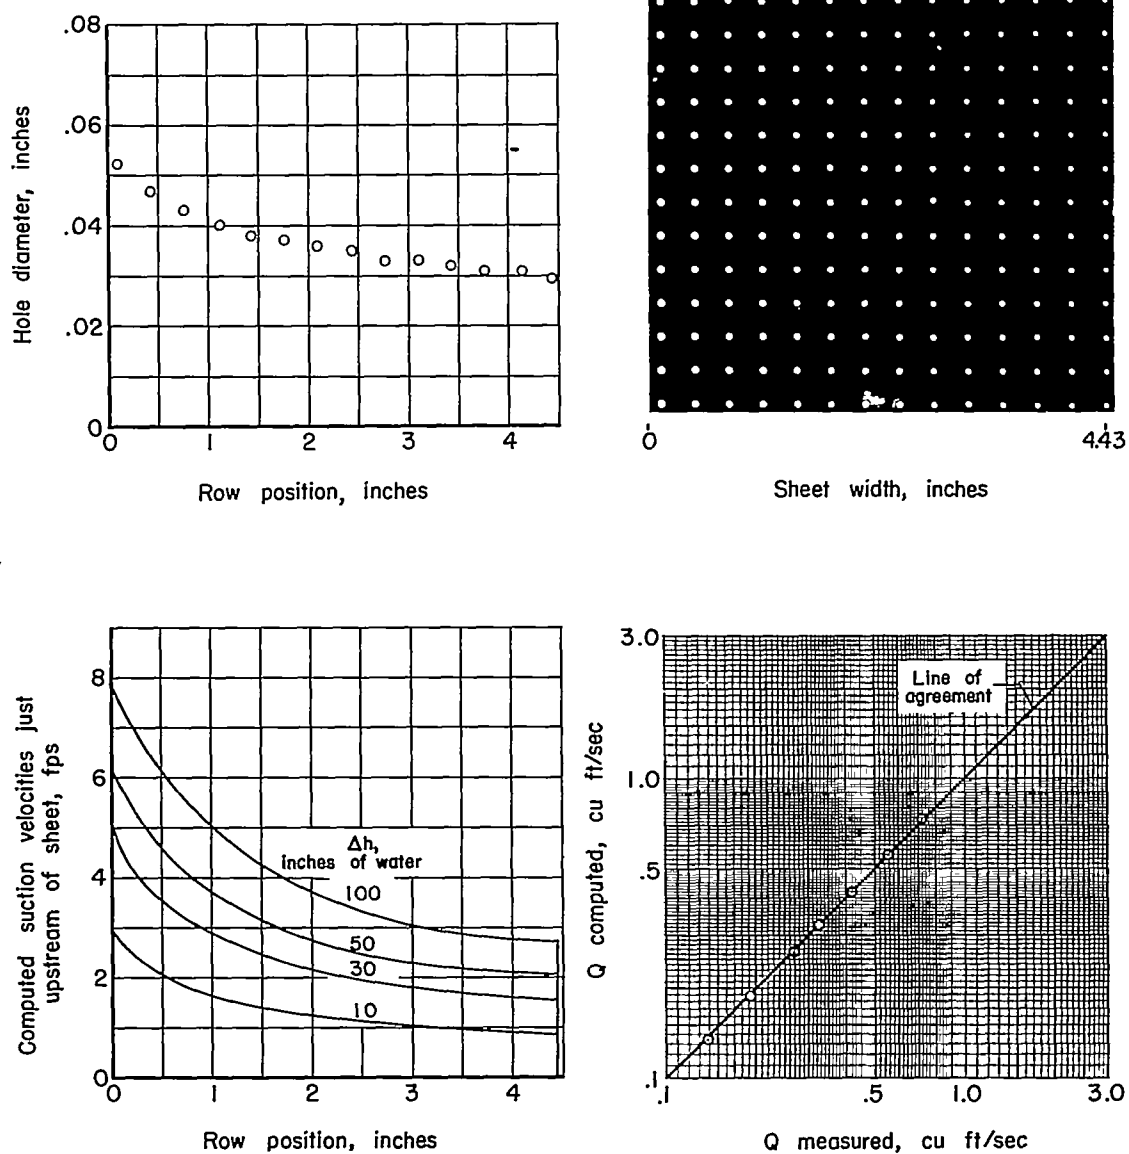 .08
.06
.04
.02
0
0 1 2 3 4
Hole diameter, inches
Row position, inches
0 4.43
Sheet width, inches
8
6
4
2
0
0 1 2 3 4
Computed suction velocities just
upstream of sheet, fps
Δh,
inches of water
100
50
30
10
Row position, inches
3.0
1.0
.5
.1
.1 .5 1.0 3.0
Line of
agreement
Q computed, cu ft/sec
Q measured, cu ft/sec